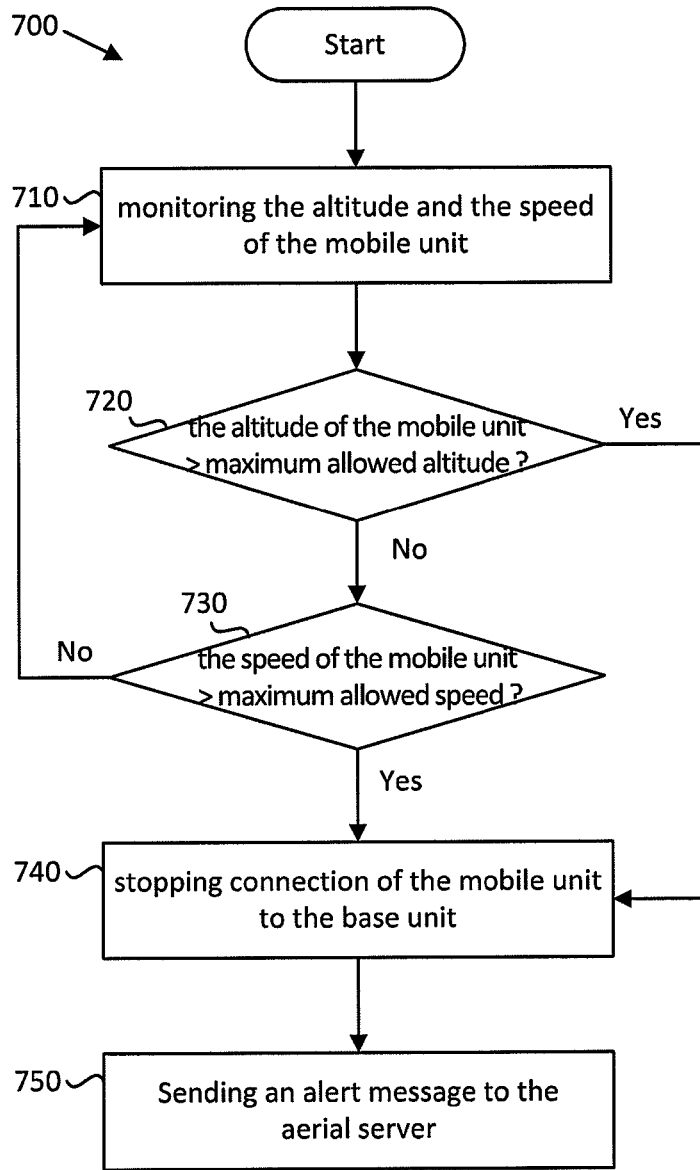 700
Start
710
monitoring the altitude and the speed
of the mobile unit
720
the altitude of the mobile unit
> maximum allowed altitude ?
Yes
No
730
the speed of the mobile unit
> maximum allowed speed ?
No
Yes
740
stopping connection of the mobile unit
to the base unit
750
Sending an alert message to the
aerial server